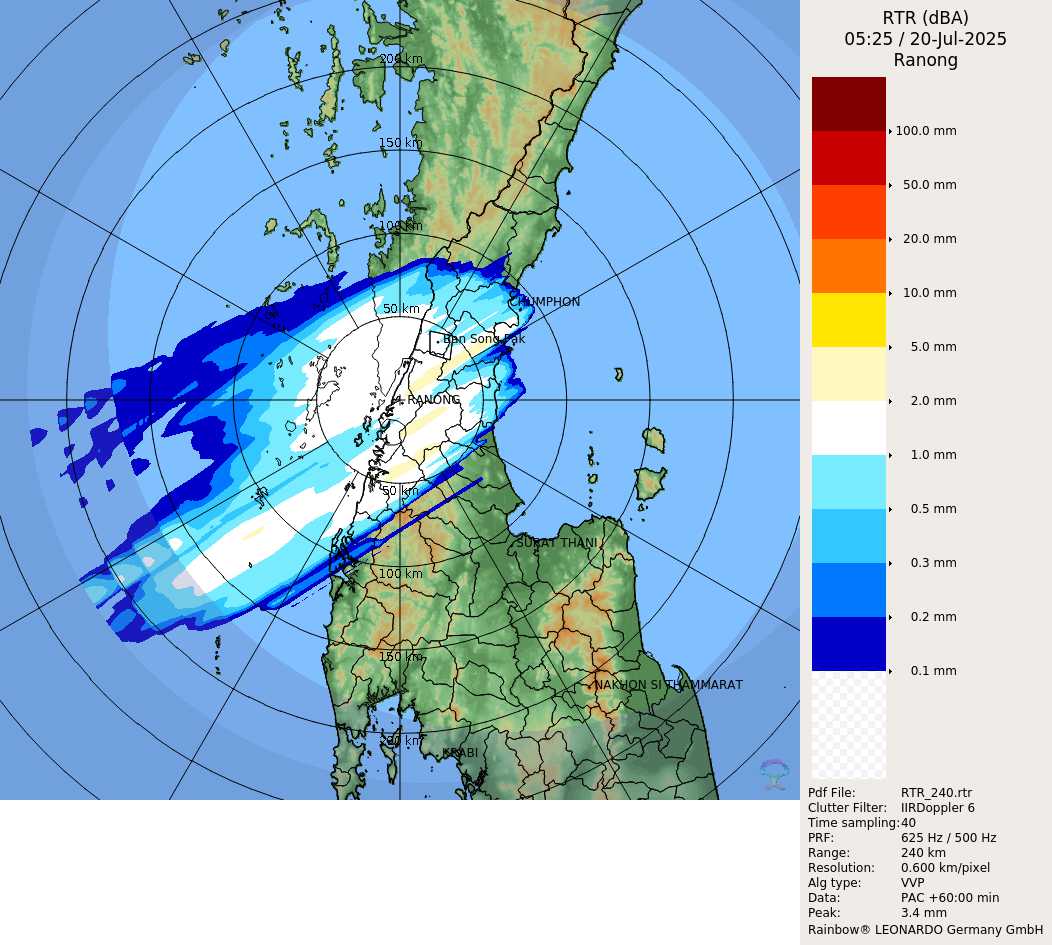 200 km
150 km
100 km
50 km
CHUMPHON
Ban Song Pak
RANONG
50 km
100 km
SURAT THANI
150 km
NAKHON SI THAMMARAT
200 km
KRABI
RTR (dBA)
05:25 / 20-Jul-2025
Ranong
100.0 mm
50.0 mm
20.0 mm
10.0 mm
5.0 mm
2.0 mm
1.0 mm
0.5 mm
0.3 mm
0.2 mm
0.1 mm
Pdf File: RTR_240.rtr
Clutter Filter: IIRDoppler 6
Time sampling:40
PRF: 625 Hz / 500 Hz
Range: 240 km
Resolution: 0.600 km/pixel
Alg type: VVP
Data: PAC +60:00 min
Peak: 3.4 mm
Rainbow® LEONARDO Germany GmbH